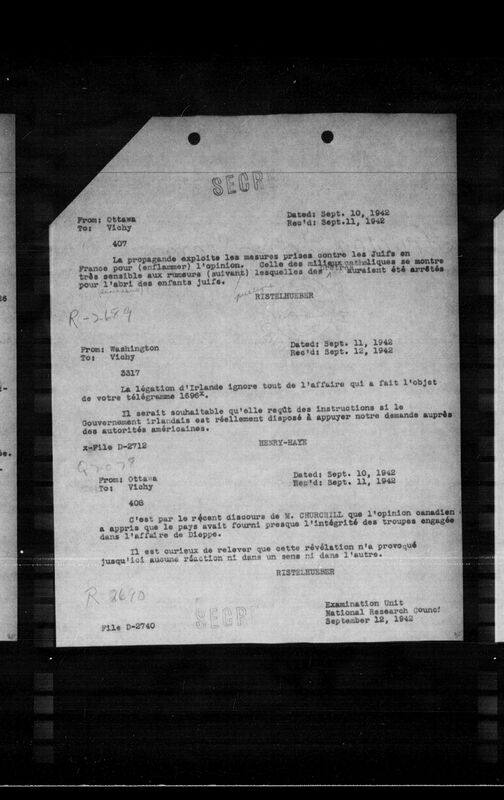 SECR
From: Ottawa
To: Vichy
Dated: Sept. 10, 1942
Rec'd: Sept.11, 1942
407
La propagande exploite les mesures prises contre les Juifs en
France pour (enflammer) l'opinion. Celle des milieux catholiques se montre
très sensible aux rumeurs (suivant) lesquelles des auraient été arrêtés
pour l'abri des enfants juifs.
RISTELHUEBER
R-2689
From: Washington
To: Vichy
Dated: Sept. 11, 1942
Rec'd: Sept. 12, 1942
3317
La légation d'Irlande ignore tout de l'affaire qui a fait l'objet
de votre télégramme 1696x.
Il serait souhaitable qu'elle reçût des instructions si le
Gouvernement irlandais est réellement disposé à appuyer notre demande auprès
des autorités américaines.
x-File D-2712
HENRY-HAYE
From: Ottawa
To: Vichy
Dated: Sept. 10, 1942
Rec'd: Sept. 11, 1942
408
C'est par le récent discours de M. CHURCHILL que l'opinion canadien
a appris que le pays avait fourni presque l'intégrité des troupes engagée
dans l'affaire de Dieppe.
Il est curieux de relever que cette révélation n'a provoqué
jusqu'ici aucune réaction ni dans un sens ni dans l'autre.
RISTELHUEBER
R-2690
SECRE
File D-2740
Examination Unit
National Research Counc
September 12, 1942